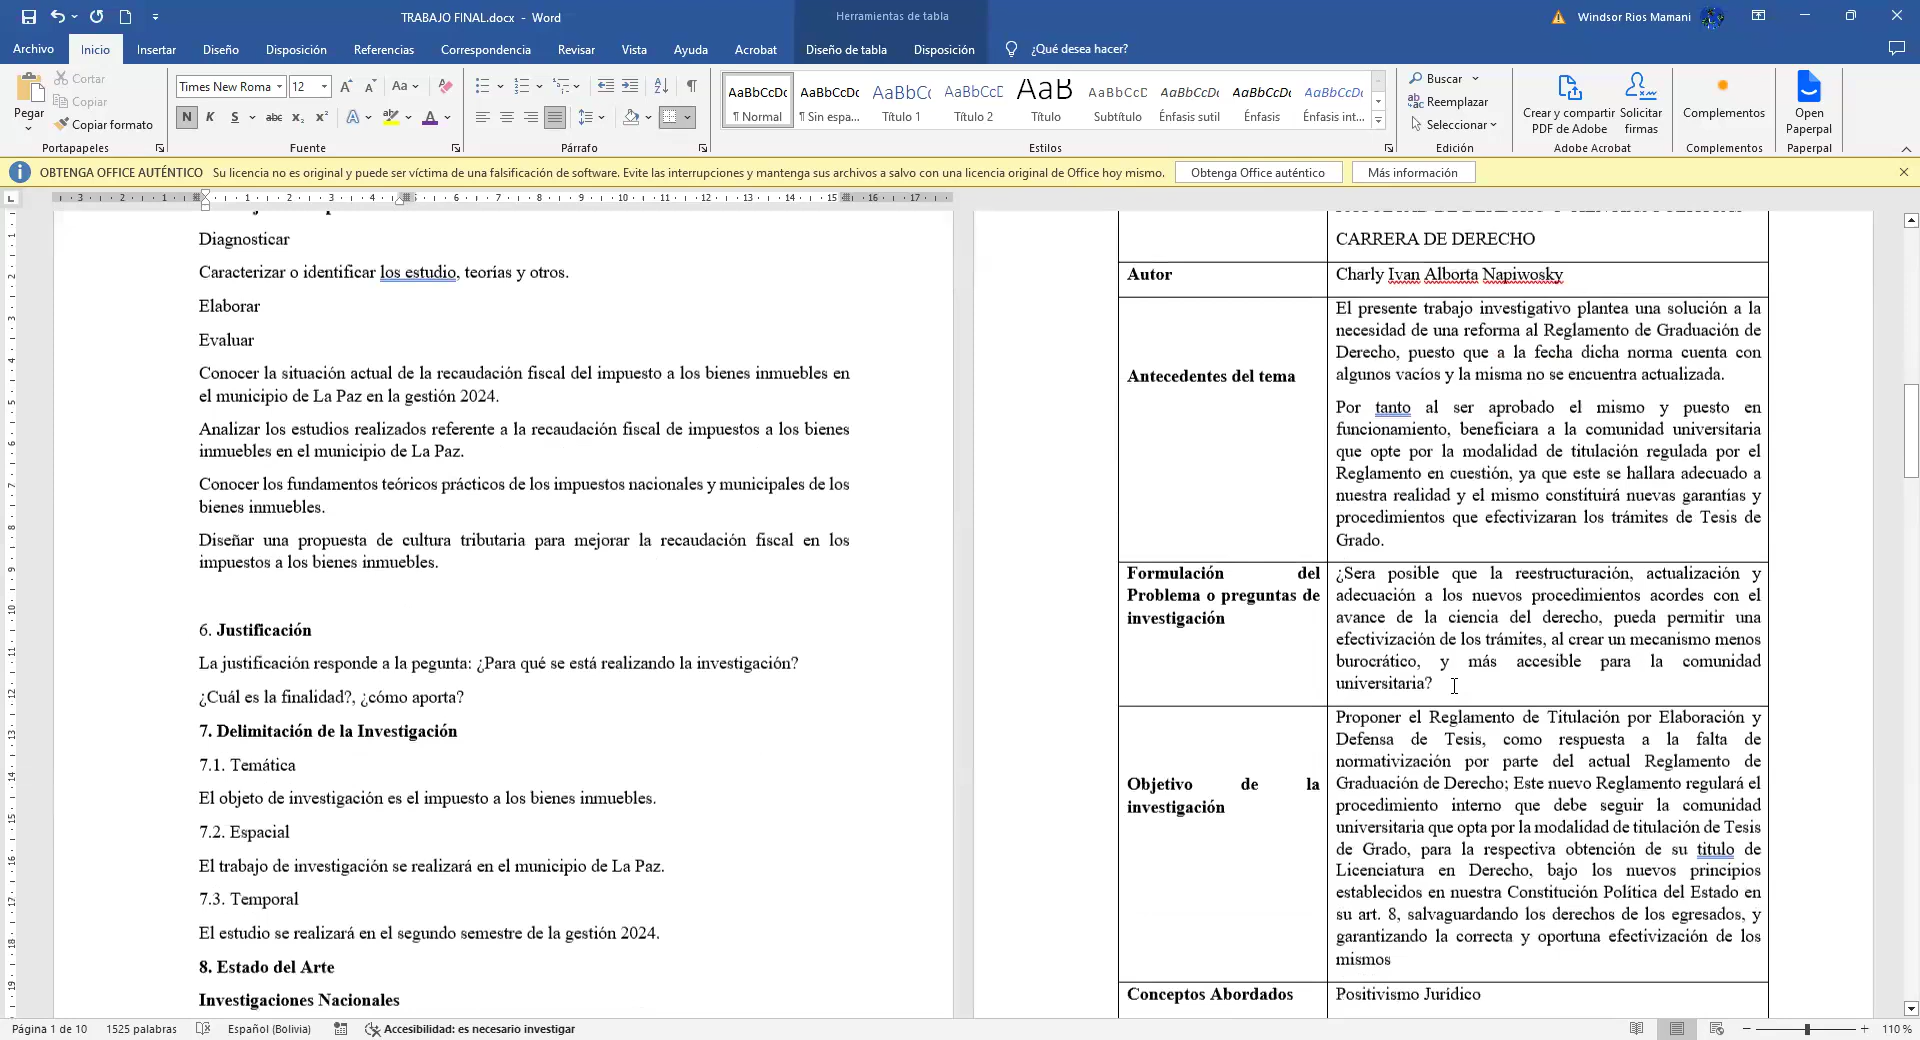 TRABAJO FINAL.docx - Word
Herramientas de tabla
Windsor Rios Mamani
Archivo Inicio Insertar Diseño Disposición Referencias Correspondencia Revisar Vista Ayuda Acrobat Diseño de tabla Disposición ¿Qué desea hacer?
Pegar
Cortar
Copiar
Copiar formato
Portapapeles
Times New Roma 12
Aa
N K S abc x₂ x²
Fuente
Párrafo
AaBbCcDc AaBbCcDc AaBbC( AaBbCcC AaB AaBbCcD AaBbCcDt AaBbCcDt AaBbCcDt
¶ Normal ¶ Sin espa... Título 1 Título 2 Título Subtítulo Énfasis sutil Énfasis Énfasis int...
Estilos
Buscar
Reemplazar
Seleccionar
Edición
Crear y compartir PDF de Adobe
Solicitar firmas
Adobe Acrobat
Complementos
Complementos
Open Paperpal
Paperpal
OBTENGA OFFICE AUTÉNTICO Su licencia no es original y puede ser víctima de una falsificación de software. Evite las interrupciones y mantenga sus archivos a salvo con una licencia original de Office hoy mismo. Obtenga Office auténtico Más información
Diagnosticar
Caracterizar o identificar los estudio, teorías y otros.
Elaborar
Evaluar
Conocer la situación actual de la recaudación fiscal del impuesto a los bienes inmuebles en
el municipio de La Paz en la gestión 2024.
Analizar los estudios realizados referente a la recaudación fiscal de impuestos a los bienes
inmuebles en el municipio de La Paz.
Conocer los fundamentos teóricos prácticos de los impuestos nacionales y municipales de los
bienes inmuebles.
Diseñar una propuesta de cultura tributaria para mejorar la recaudación fiscal en los
impuestos a los bienes inmuebles.
6. Justificación
La justificación responde a la pegunta: ¿Para qué se está realizando la investigación?
¿Cuál es la finalidad?, ¿cómo aporta?
7. Delimitación de la Investigación
7.1. Temática
El objeto de investigación es el impuesto a los bienes inmuebles.
7.2. Espacial
El trabajo de investigación se realizará en el municipio de La Paz.
7.3. Temporal
El estudio se realizará en el segundo semestre de la gestión 2024.
8. Estado del Arte
Investigaciones Nacionales
CARRERA DE DERECHO
Autor
Charly Ivan Alborta Napiwosky
Antecedentes del tema
El presente trabajo investigativo plantea una solución a la
necesidad de una reforma al Reglamento de Graduación de
Derecho, puesto que a la fecha dicha norma cuenta con
algunos vacíos y la misma no se encuentra actualizada.
Por tanto al ser aprobado el mismo y puesto en
funcionamiento, beneficiara a la comunidad universitaria
que opte por la modalidad de titulación regulada por el
Reglamento en cuestión, ya que este se hallara adecuado a
nuestra realidad y el mismo constituirá nuevas garantías y
procedimientos que efectivizaran los trámites de Tesis de
Grado.
Formulación del
Problema o preguntas de
investigación
¿Sera posible que la reestructuración, actualización y
adecuación a los nuevos procedimientos acordes con el
avance de la ciencia del derecho, pueda permitir una
efectivización de los trámites, al crear un mecanismo menos
burocrático, y más accesible para la comunidad
universitaria?
Objetivo de la
investigación
Proponer el Reglamento de Titulación por Elaboración y
Defensa de Tesis, como respuesta a la falta de
normativización por parte del actual Reglamento de
Graduación de Derecho; Este nuevo Reglamento regulará el
procedimiento interno que debe seguir la comunidad
universitaria que opta por la modalidad de titulación de Tesis
de Grado, para la respectiva obtención de su titulo de
Licenciatura en Derecho, bajo los nuevos principios
establecidos en nuestra Constitución Política del Estado en
su art. 8, salvaguardando los derechos de los egresados, y
garantizando la correcta y oportuna efectivización de los
mismos
Conceptos Abordados
Positivismo Jurídico
Página 1 de 10 1525 palabras Español (Bolivia) Accesibilidad: es necesario investigar 110 %